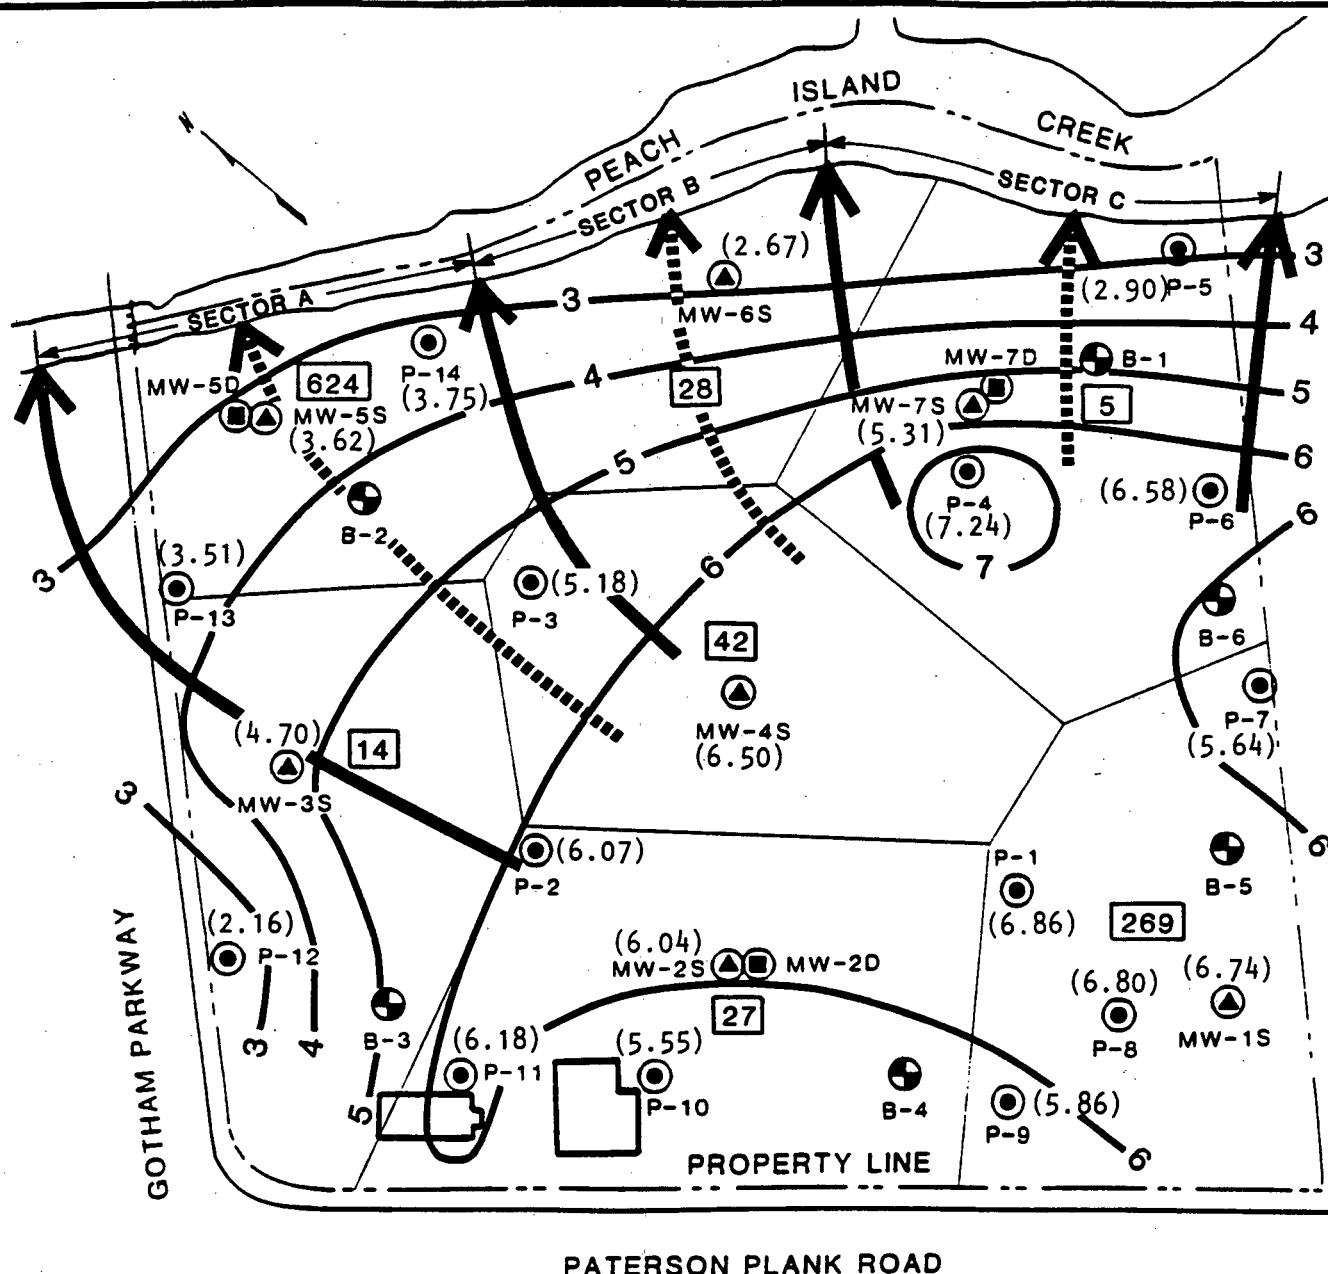 ISLAND
PEACH
CREEK
N
SECTOR A
SECTOR B
SECTOR C
(2.67)
MW-6S
3
3
(2.90)
P-5
4
MW-5D
624
P-14
(3.75)
4
28
MW-7D
B-1
5
MW-5S
(3.62)
MW-7S
(5.31)
5
6
5
P-4
(7.24)
(6.58)
P-6
6
B-2
7
3
(3.51)
P-13
P-3
(5.18)
6
B-6
42
MW-4S
(6.50)
P-7
(5.64)
(4.70)
14
MW-3S
3
P-2
(6.07)
P-1
(6.86)
B-5
6
269
(2.16)
P-12
(6.04)
MW-2S
MW-2D
27
(6.80)
P-8
(6.74)
MW-1S
3
4
B-3
(6.18)
P-11
(5.55)
P-10
B-4
P-9
(5.86)
5
6
GOTHAM PARKWAY
PROPERTY LINE
PATERSON PLANK ROAD